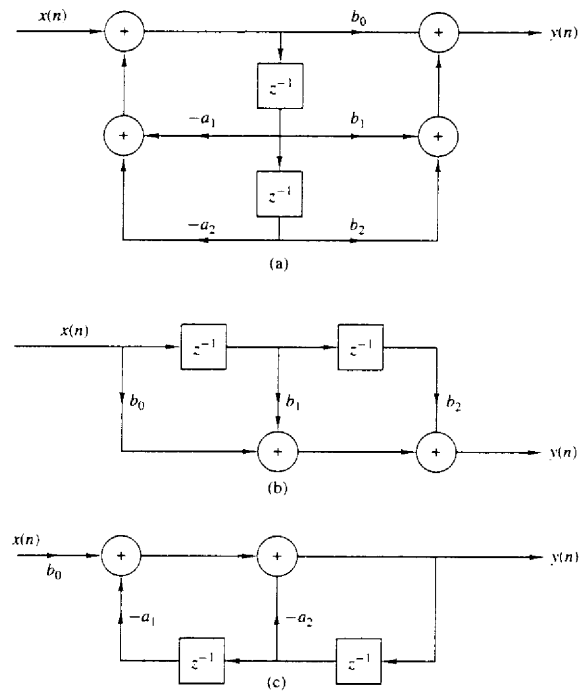 x(n)
b₀
y(n)
+
+
z⁻¹
−a₁
b₁
+
+
z⁻¹
−a₂
b₂
(a)
x(n)
z⁻¹
z⁻¹
b₀
b₁
b₂
+
+
y(n)
(b)
x(n)
b₀
+
+
y(n)
−a₁
−a₂
z⁻¹
z⁻¹
(c)